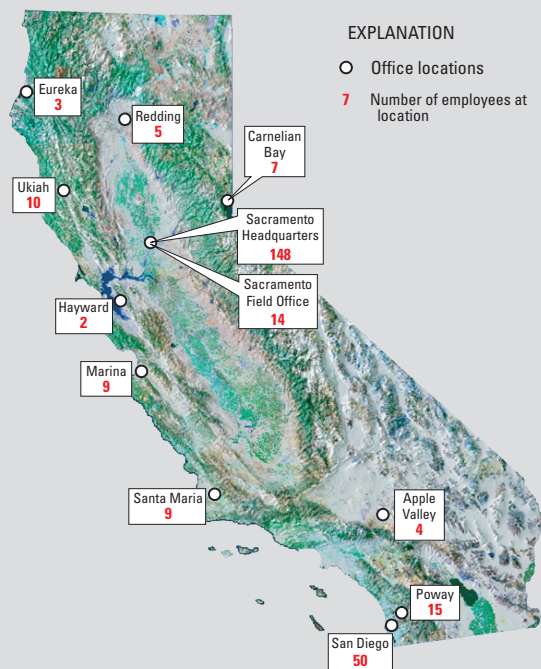 EXPLANATION
Office locations
7 Number of employees at
location
Eureka
3
Redding
5
Carnelian
Bay
7
Ukiah
10
Sacramento
Headquarters
148
Sacramento
Field Office
14
Hayward
2
Marina
9
Santa Maria
9
Apple
Valley
4
Poway
15
San Diego
50